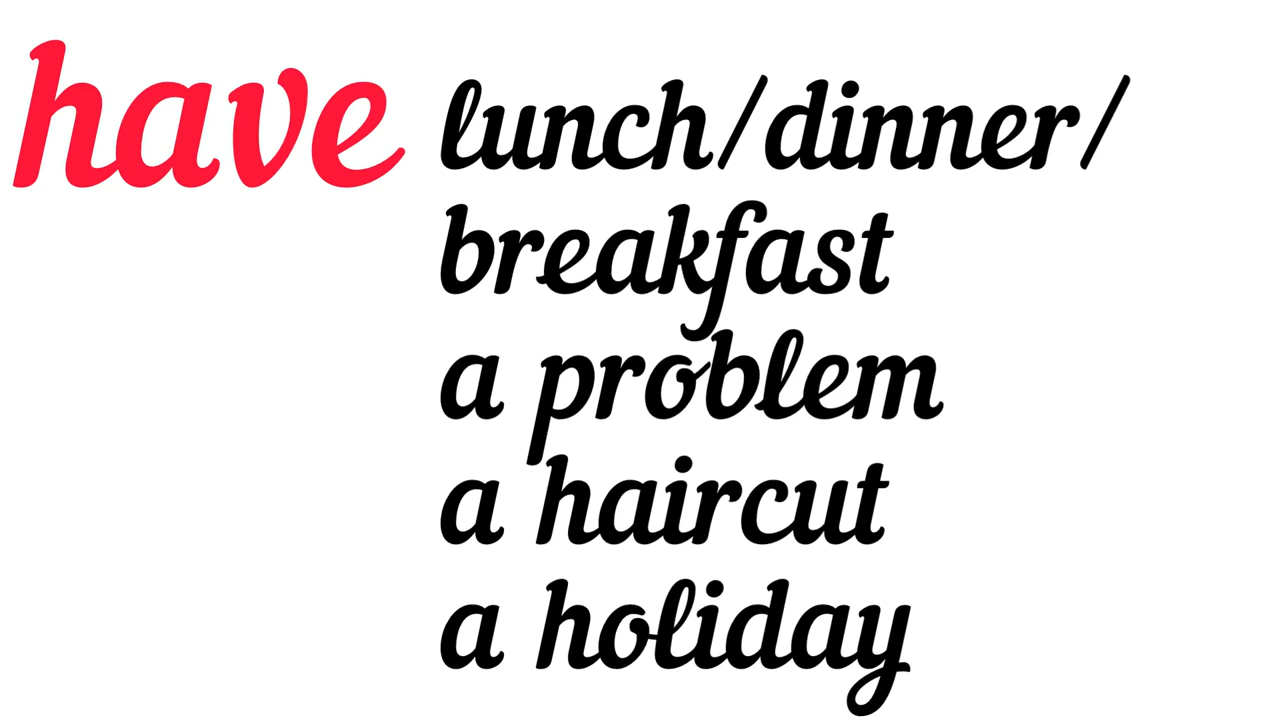 have lunch/dinner/
breakfast
a problem
a haircut
a holiday